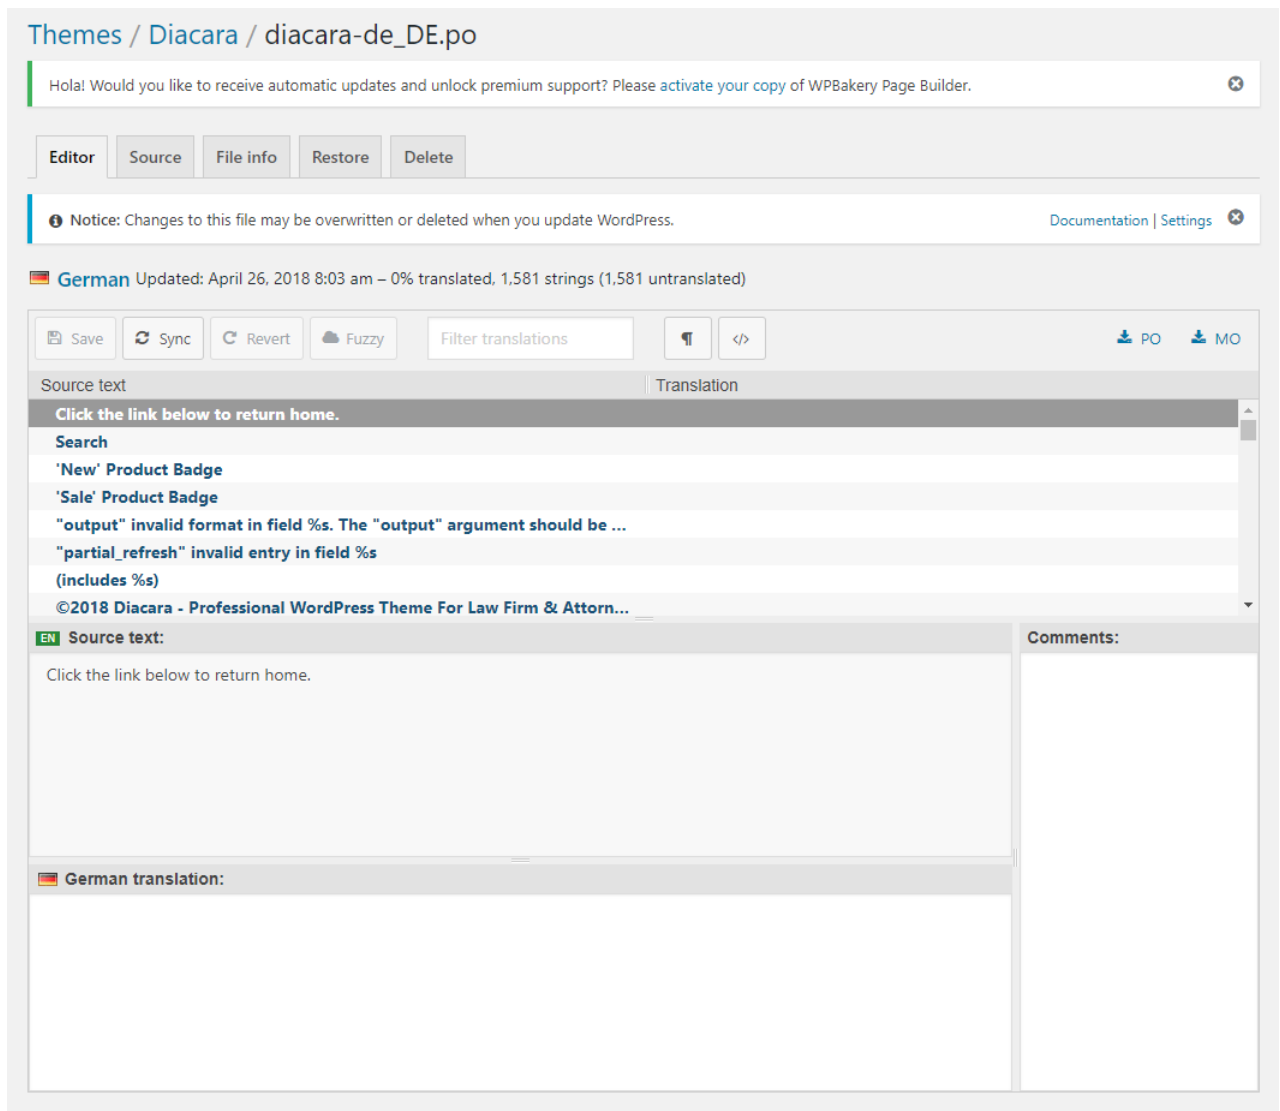 Themes / Diacara / diacara-de_DE.po
Hola! Would you like to receive automatic updates and unlock premium support? Please activate your copy of WPBakery Page Builder.
Editor Source File info Restore Delete
Notice: Changes to this file may be overwritten or deleted when you update WordPress. Documentation | Settings
German Updated: April 26, 2018 8:03 am – 0% translated, 1,581 strings (1,581 untranslated)
Save Sync Revert Fuzzy Filter translations ¶ </> PO MO
Source text Translation
Click the link below to return home.
Search
'New' Product Badge
'Sale' Product Badge
"output" invalid format in field %s. The "output" argument should be ...
"partial_refresh" invalid entry in field %s
(includes %s)
©2018 Diacara - Professional WordPress Theme For Law Firm & Attorn...
EN Source text: Comments:
Click the link below to return home.
German translation: